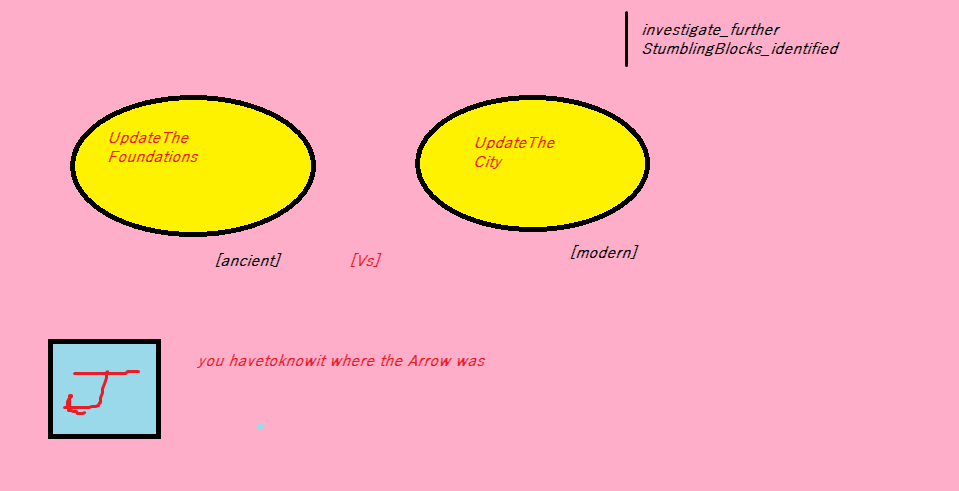 investigate_further
StumblingBlocks_identified
UpdateThe
Foundations
UpdateThe
City
[ancient]
[Vs]
[modern]
J
you havetoknowit where the Arrow was